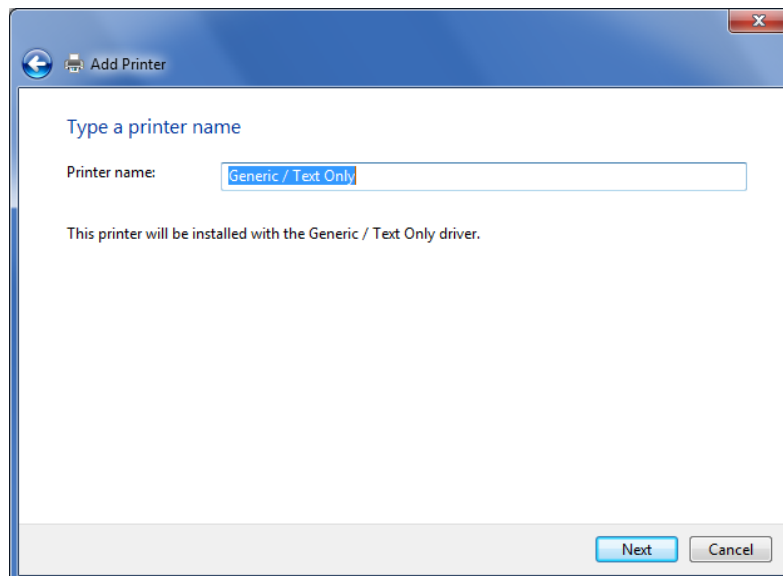 Add Printer
Type a printer name
Printer name: Generic / Text Only
This printer will be installed with the Generic / Text Only driver.
Next Cancel